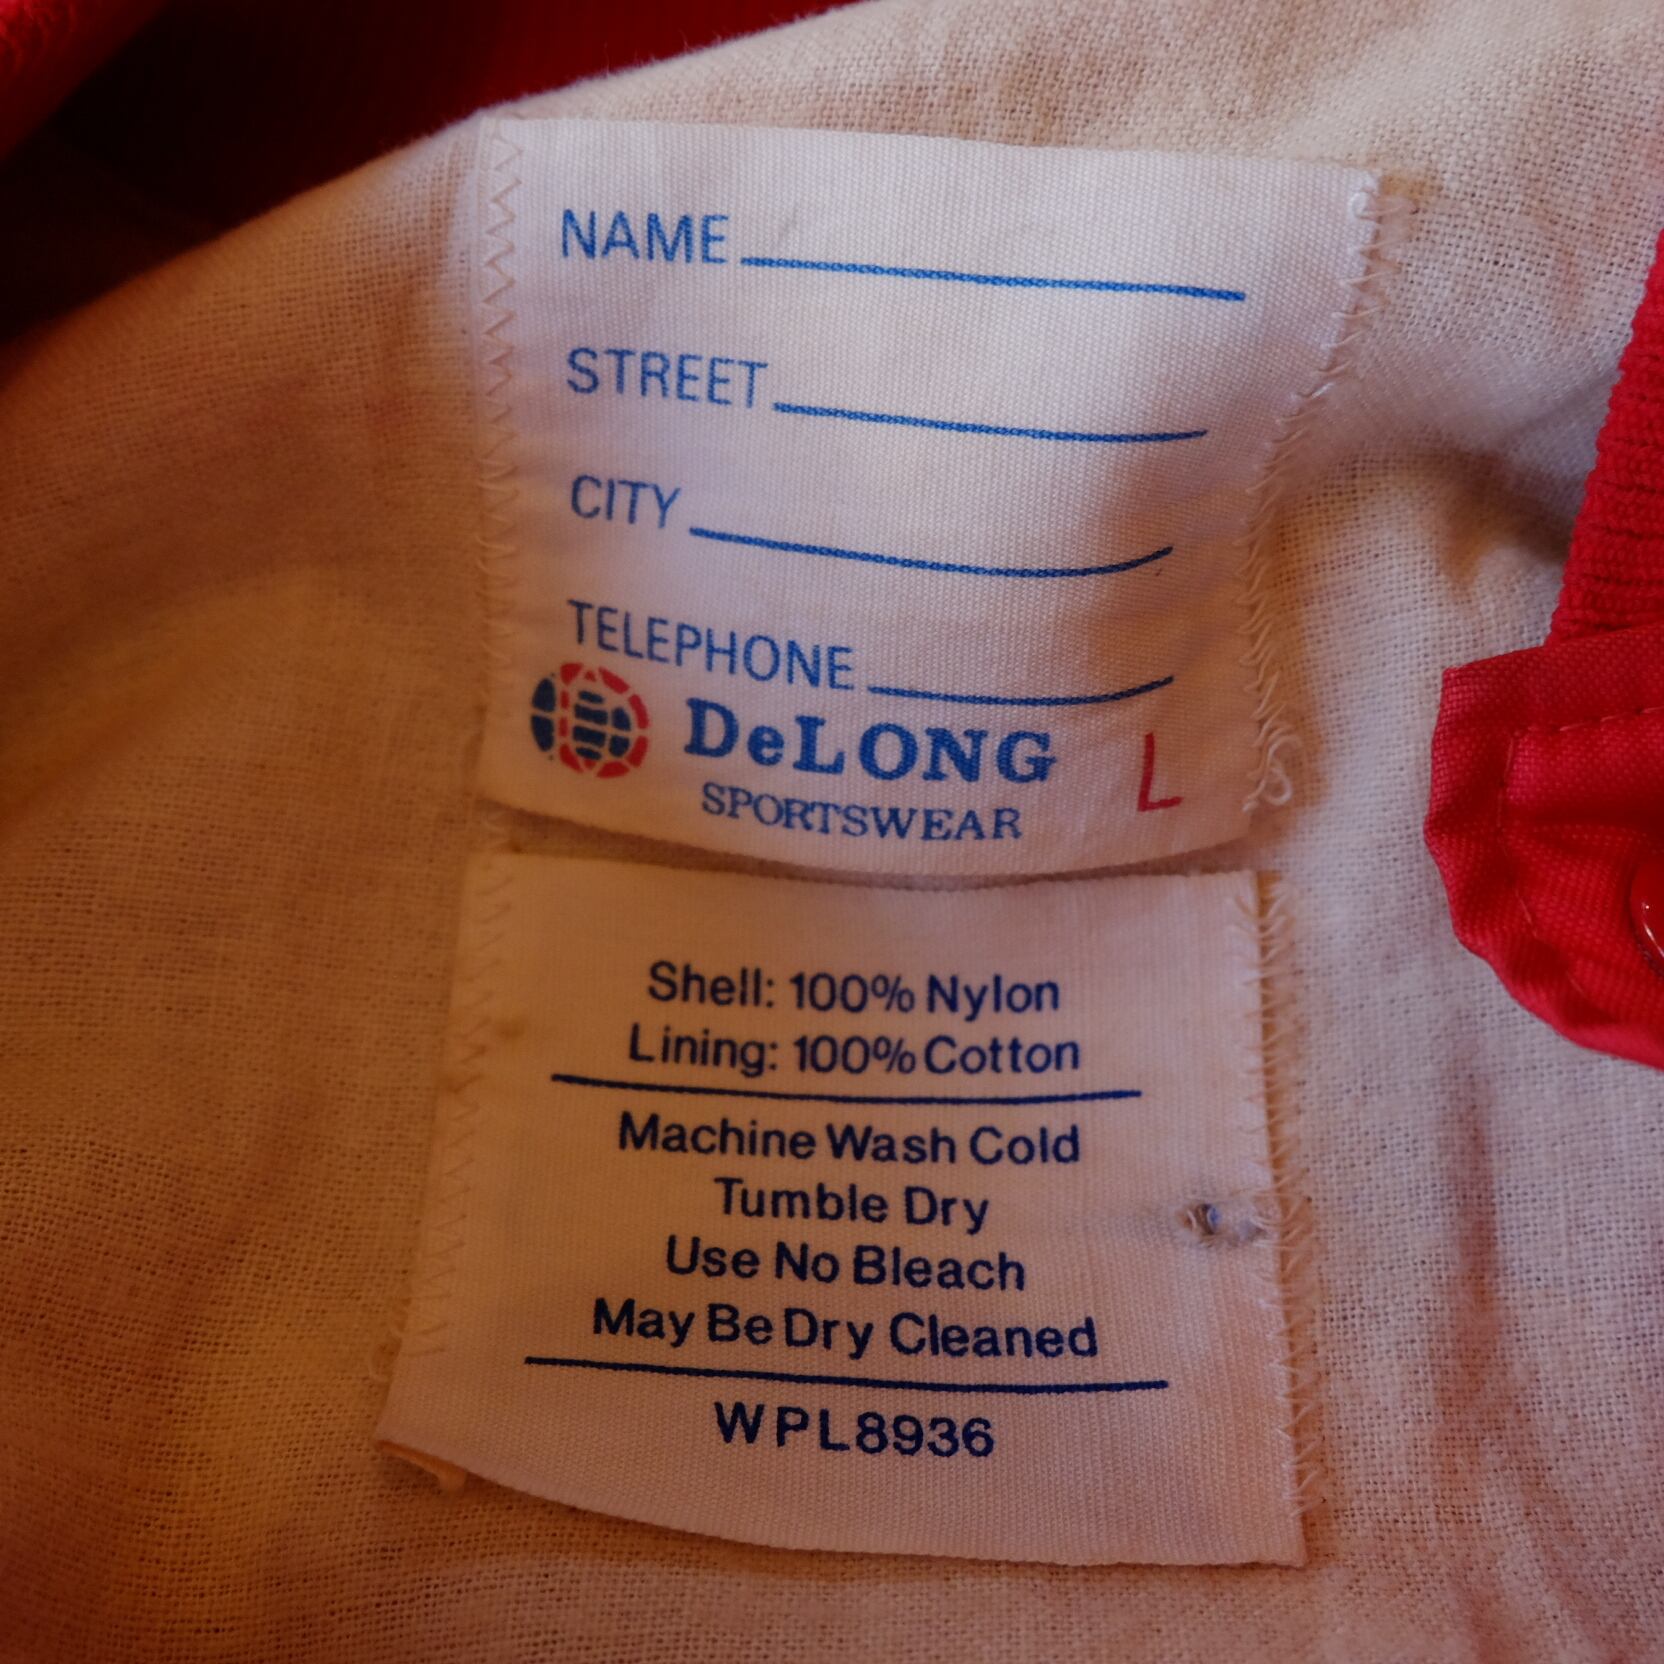 NAME
STREET
CITY
TELEPHONE
DeLONG L
SPORTSWEAR
Shell: 100% Nylon
Lining: 100% Cotton
Machine Wash Cold
Tumble Dry
Use No Bleach
May Be Dry Cleaned
WPL8936